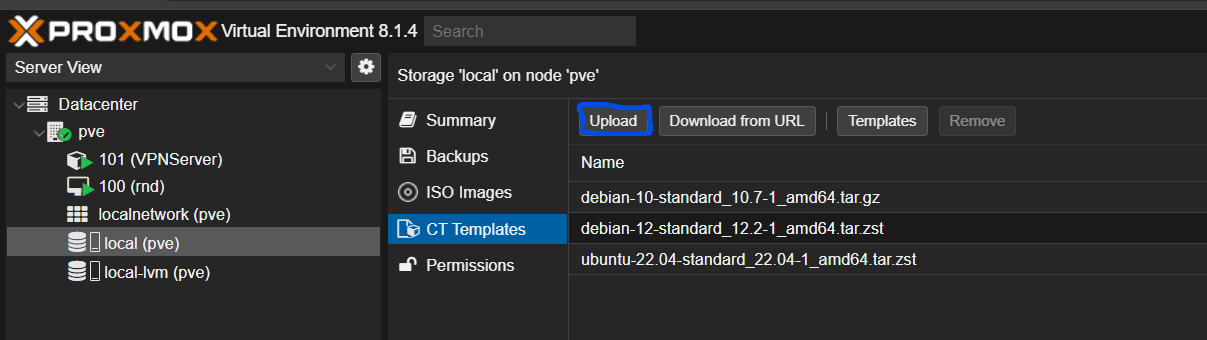 PROXMOX Virtual Environment 8.1.4 Search
Server View
Datacenter
pve
101 (VPNServer)
100 (rnd)
localnetwork (pve)
local (pve)
local-lvm (pve)
Storage 'local' on node 'pve'
Summary
Backups
ISO Images
CT Templates
Permissions
Upload Download from URL Templates Remove
Name
debian-10-standard_10.7-1_amd64.tar.gz
debian-12-standard_12.2-1_amd64.tar.zst
ubuntu-22.04-standard_22.04-1_amd64.tar.zst